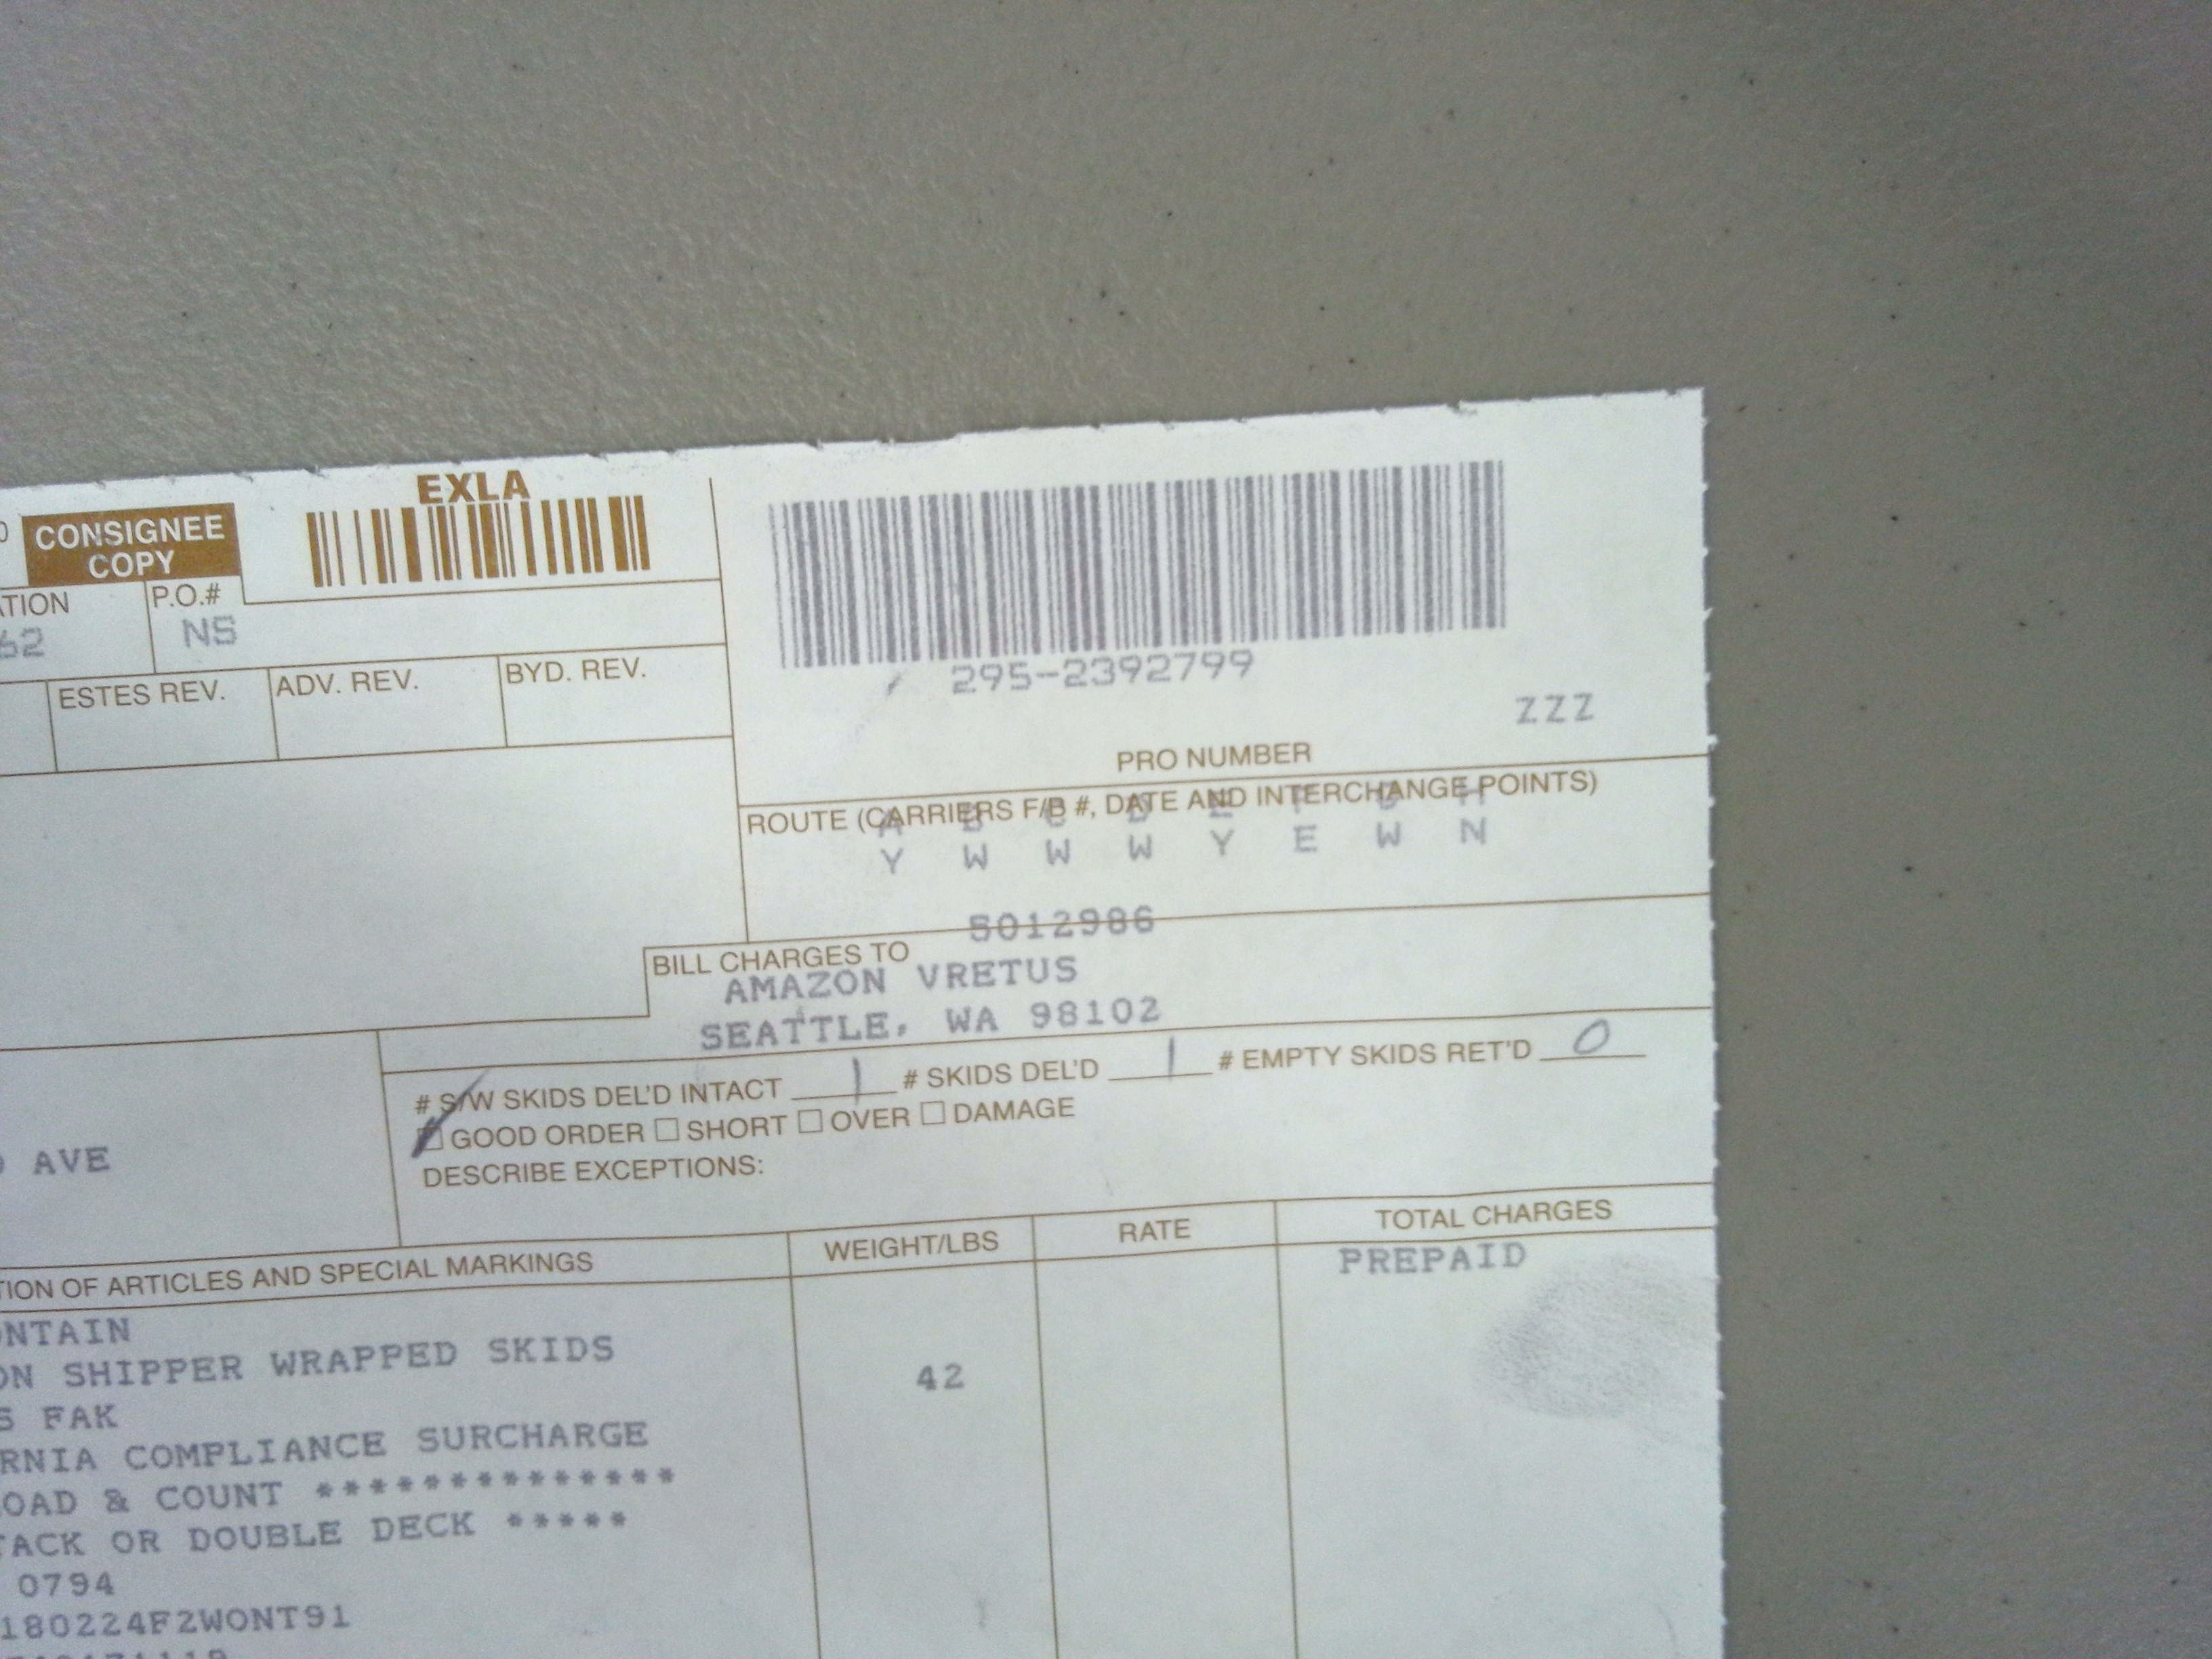 EXLA
CONSIGNEE
COPY
P.O.#
62 NS
ESTES REV. ADV. REV. BYD. REV.
295-2392799
ZZZ
PRO NUMBER
ROUTE (CARRIERS F/B #, DATE AND INTERCHANGE POINTS)
Y W W W Y E W N
5012986
BILL CHARGES TO
AMAZON VRETUS
SEATTLE, WA 98102
# S/W SKIDS DEL'D INTACT 1 # SKIDS DEL'D 1 # EMPTY SKIDS RET'D 0
GOOD ORDER SHORT OVER DAMAGE
DESCRIBE EXCEPTIONS:
AVE
TION OF ARTICLES AND SPECIAL MARKINGS WEIGHT/LBS RATE TOTAL CHARGES
PREPAID
NTAIN
ON SHIPPER WRAPPED SKIDS 42
S FAK
RNIA COMPLIANCE SURCHARGE
OAD & COUNT **************
TACK OR DOUBLE DECK *****
0794
180224F2WONT91